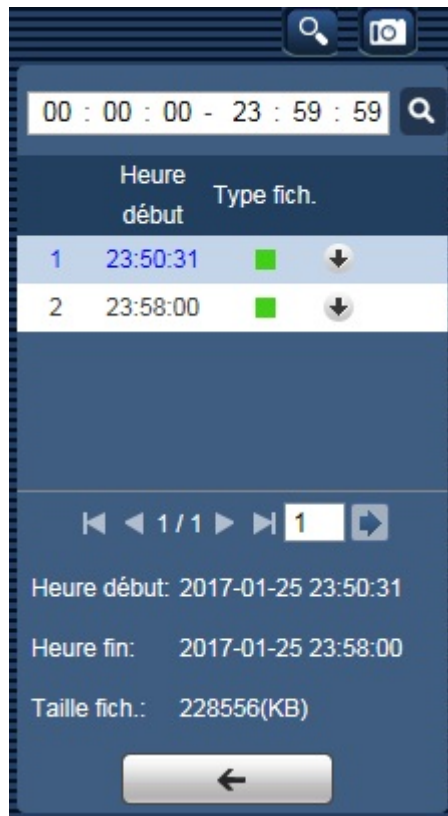 00 : 00 : 00 - 23 : 59 : 59
Heure début Type fich.
1 23:50:31
2 23:58:00
1 / 1 1
Heure début: 2017-01-25 23:50:31
Heure fin: 2017-01-25 23:58:00
Taille fich.: 228556(KB)